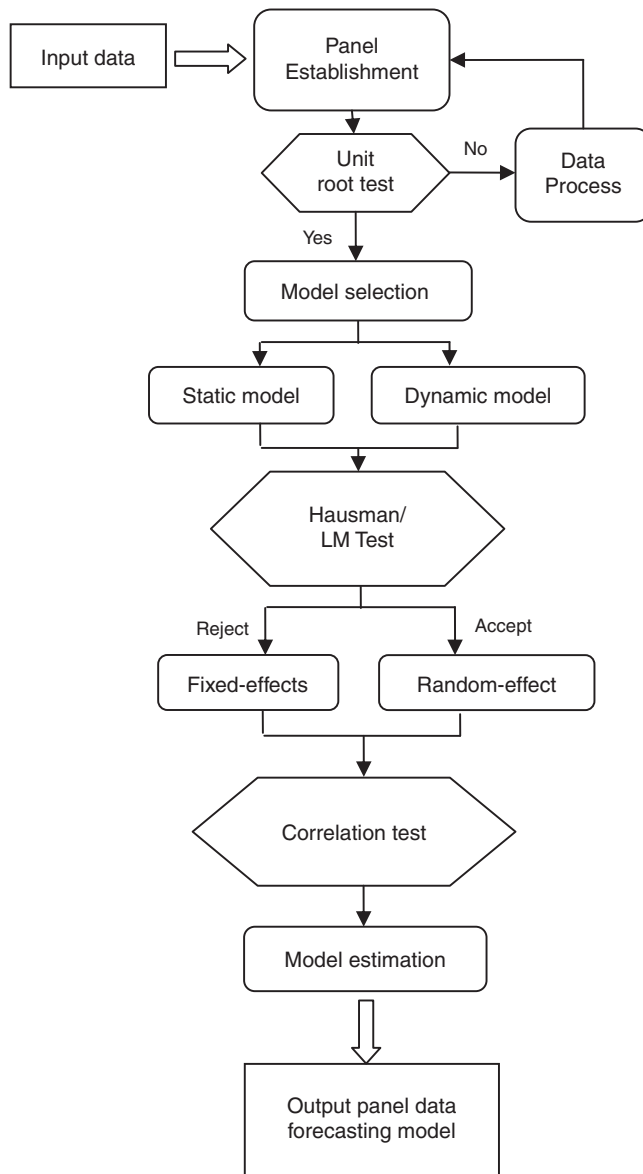 Input data
Panel
Establishment
Unit
root test
No
Data
Process
Yes
Model selection
Static model
Dynamic model
Hausman/
LM Test
Reject
Accept
Fixed-effects
Random-effect
Correlation test
Model estimation
Output panel data
forecasting model